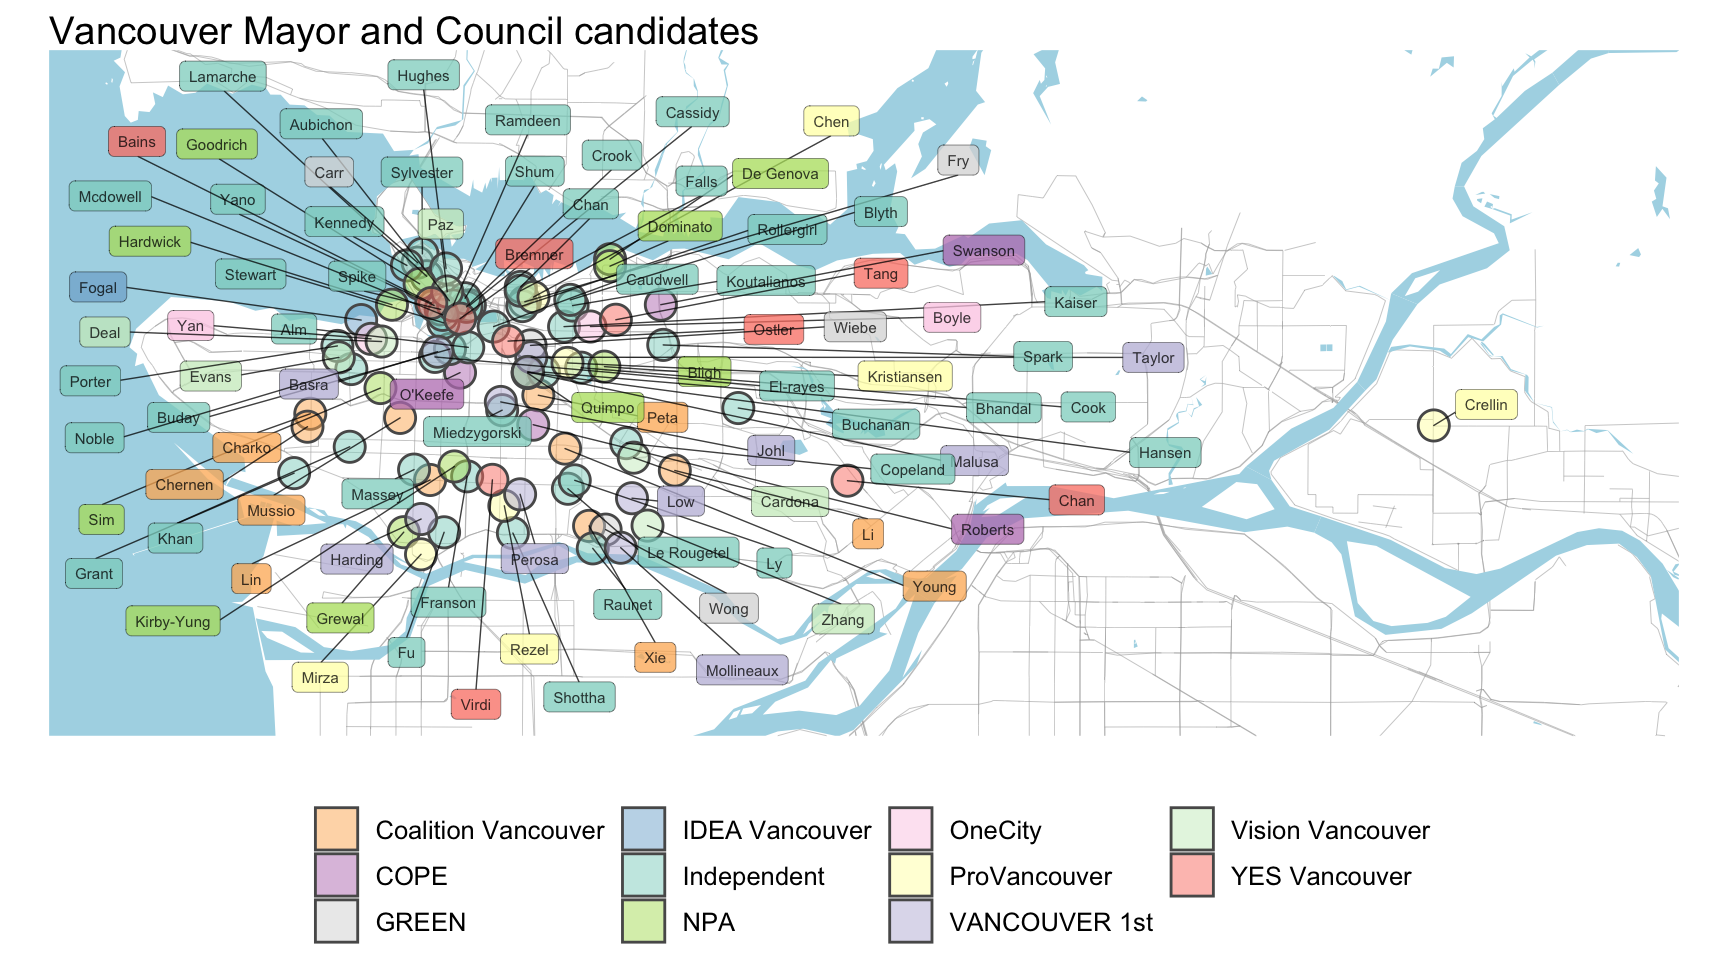 Vancouver Mayor and Council candidates
Lamarche
Hughes
Cassidy
Aubichon
Ramdeen
Chen
Bains
Goodrich
Crook
Fry
Carr
Sylvester
Shum
Falls
De Genova
Mcdowell
Yano
Chan
Blyth
Kennedy
Paz
Dominato
Rollergirl
Hardwick
Bremner
Swanson
Stewart
Spike
Caudwell
Koutalianos
Tang
Fogal
Kaiser
Deal
Yan
Alm
Ostler
Wiebe
Boyle
Porter
Evans
Basra
O'Keefe
Bligh
El-rayes
Kristiansen
Spark
Taylor
Buday
Quimpo
Peta
Bhandal
Cook
Crellin
Noble
Charko
Miedzygorski
Johl
Buchanan
Malusa
Hansen
Chernen
Massey
Copeland
Sim
Mussio
Low
Cardona
Chan
Khan
Li
Roberts
Grant
Lin
Harding
Perosa
Le Rougetel
Ly
Young
Kirby-Yung
Grewal
Franson
Raunet
Wong
Zhang
Fu
Rezel
Xie
Mollineaux
Mirza
Virdi
Shottha
Coalition Vancouver
IDEA Vancouver
OneCity
Vision Vancouver
COPE
Independent
ProVancouver
YES Vancouver
GREEN
NPA
VANCOUVER 1st